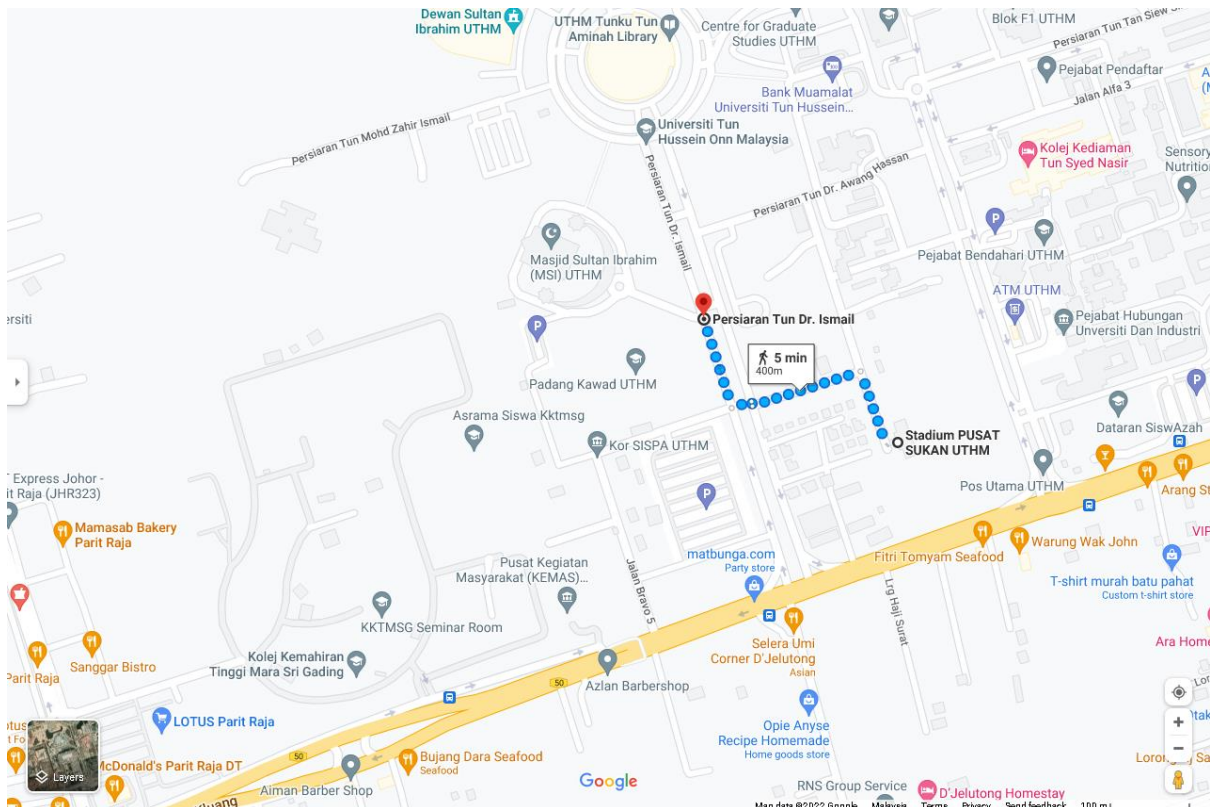 Dewan Sultan
Ibrahim UTHM
UTHM Tunku Tun
Aminah Library
Centre for Graduate
Studies UTHM
Blok F1 UTHM
Persiaran Tun Tan Siew
Pejabat Pendaftar
Bank Muamalat
Universiti Tun Hussein...
Jalan Alfa 3
Persiaran Tun Mohd Zahir Ismail
Universiti Tun
Hussein Onn Malaysia
Kolej Kediaman
Tun Syed Nasir
Sensory
Nutrition
Persiaran Tun Dr. Ismail
Persiaran Tun Dr. Awang Hassan
P
Pejabat Bendahari UTHM
Masjid Sultan Ibrahim
(MSI) UTHM
ATM UTHM
Persiaran Tun Dr. Ismail
Pejabat Hubungan
Unversiti Dan Industri
ersiti
P
5 min
400m
Padang Kawad UTHM
P
Asrama Siswa Kktmsg
Dataran SiswAzah
Kor SISPA UTHM
Stadium PUSAT
SUKAN UTHM
Express Johor -
it Raja (JHR323)
Pos Utama UTHM
Arang St
P
Mamasab Bakery
Parit Raja
matbunga.com
Party store
Fitri Tomyam Seafood
Warung Wak John
VIP
Pusat Kegiatan
Masyarakat (KEMAS)...
Jalan Bravo 5
Lrg Haji Surat
T-shirt murah batu pahat
Custom t-shirt store
KKTMSG Seminar Room
Selera Umi
Corner D'Jelutong
Asian
Ara Home
Sanggar Bistro
Parit Raja
Kolej Kemahiran
Tinggi Mara Sri Gading
50
Azlan Barbershop
LOTUS Parit Raja
Opie Anyse
Recipe Homemade
Home goods store
50
Layers
McDonald's Parit Raja DT
Bujang Dara Seafood
Seafood
Aiman Barber Shop
Google
RNS Group Service
D'Jelutong Homestay
Map data ©2022 Google Malaysia Terms Privacy Send feedback 100 m